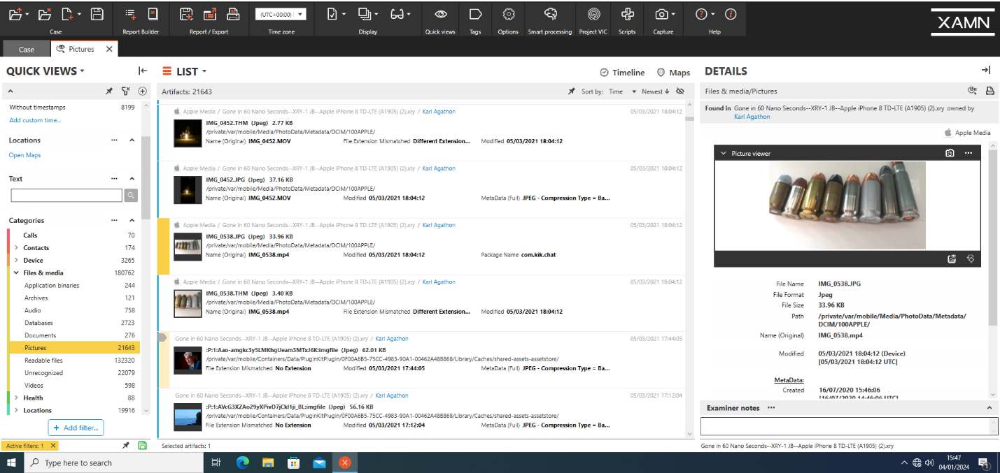 (UTC+00:00)
Case
Report Builder
Report / Export
Time zone
Display
Quick views
Tags
Options
Smart processing
Project VIC
Scripts
Capture
Help
XAMN
Case
Pictures
QUICK VIEWS
Without timestamps 8199
Add custom time...
Locations
Open Maps
Text
Categories
Calls 70
Contacts 174
Device 3265
Files & media 180762
Application binaries 244
Archives 121
Audio 758
Databases 2723
Documents 276
Pictures 21643
Readable files 132320
Unrecognized 22079
Videos 598
Health 88
Locations 19916
+ Add filter...
Active filters: 1
LIST
Timeline
Maps
Artifacts: 21643
Sort by: Time Newest
Apple Media / Gone in 60 Nano Seconds--XRY-1 JB--Apple iPhone 8 TD-LTE (A1905) (2).xry / Karl Agathon 05/03/2021 18:04:12
IMG_0452.THM (Jpeg) 2.77 KB
/private/var/mobile/Media/PhotoData/Metadata/DCIM/100APPLE/
Name (Original) IMG_0452.MOV File Extension Mismatched Different Extension... Modified 05/03/2021 18:04:12
Apple Media / Gone in 60 Nano Seconds--XRY-1 JB--Apple iPhone 8 TD-LTE (A1905) (2).xry / Karl Agathon 05/03/2021 18:04:12
IMG_0452.JPG (Jpeg) 37.16 KB
/private/var/mobile/Media/PhotoData/Metadata/DCIM/100APPLE/
Name (Original) IMG_0452.MOV Modified 05/03/2021 18:04:12 MetaData (Full) JPEG - Compression Type = Ba...
Apple Media / Gone in 60 Nano Seconds--XRY-1 JB--Apple iPhone 8 TD-LTE (A1905) (2).xry / Karl Agathon 05/03/2021 18:04:12
IMG_0538.JPG (Jpeg) 33.96 KB
/private/var/mobile/Media/PhotoData/Metadata/DCIM/100APPLE/
Name (Original) IMG_0538.mp4 Modified 05/03/2021 18:04:12 Package Name com.kik.chat
Apple Media / Gone in 60 Nano Seconds--XRY-1 JB--Apple iPhone 8 TD-LTE (A1905) (2).xry / Karl Agathon 05/03/2021 18:04:12
IMG_0538.THM (Jpeg) 3.40 KB
/private/var/mobile/Media/PhotoData/Metadata/DCIM/100APPLE/
Name (Original) IMG_0538.mp4 File Extension Mismatched Different Extension... Modified 05/03/2021 18:04:12
Gone in 60 Nano Seconds--XRY-1 JB--Apple iPhone 8 TD-LTE (A1905) (2).xry / Karl Agathon 05/03/2021 17:44:05
(Jpeg) 62.01 KB
/private/var/mobile/Containers/Data/PluginKitPlugin/0F00A6B5-75CC-4983-90A1-00462A48B868/Library/Caches/shared-assets-assetstore/
File Extension Mismatched No Extension Modified 05/03/2021 17:44:05 MetaData (Full) JPEG - Compression Type = Ba...
Gone in 60 Nano Seconds--XRY-1 JB--Apple iPhone 8 TD-LTE (A1905) (2).xry / Karl Agathon 05/03/2021 17:12:04
(Jpeg) 56.16 KB
/private/var/mobile/Containers/Data/PluginKitPlugin/0F00A6B5-75CC-4983-90A1-00462A48B868/Library/Caches/shared-assets-assetstore/
File Extension Mismatched No Extension Modified 05/03/2021 17:12:04 MetaData (Full) JPEG - Compression Type = Ba...
Selected artifacts: 1
DETAILS
Files & media/Pictures
Found in Gone in 60 Nano Seconds--XRY-1 JB--Apple iPhone 8 TD-LTE (A1905) (2).xry owned by
Karl Agathon
Apple Media
Picture viewer
File Name IMG_0538.JPG
File Format Jpeg
File Size 33.96 KB
Path /private/var/mobile/Media/PhotoData/Metadata/
DCIM/100APPLE/
Name (Original) IMG_0538.mp4
Modified 05/03/2021 18:04:12 (Device)
[05/03/2021 18:04:12 UTC]
MetaData:
Created 16/07/2020 15:46:06
[16/07/2020 14:46:06 UTC]
Examiner notes
Gone in 60 Nano Seconds--XRY-1 JB--Apple iPhone 8 TD-LTE (A1905) (2).xry
Type here to search
15:47
04/01/2024
1